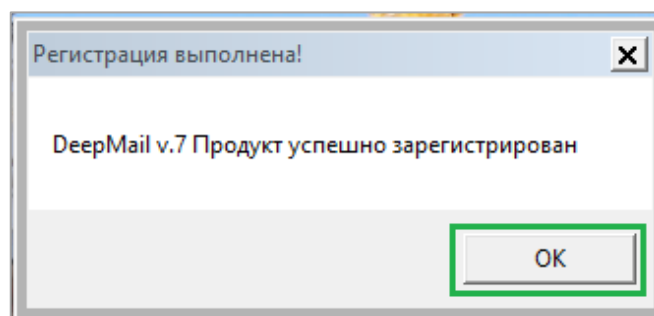 Регистрация выполнена!
DeepMail v.7 Продукт успешно зарегистрирован
OK